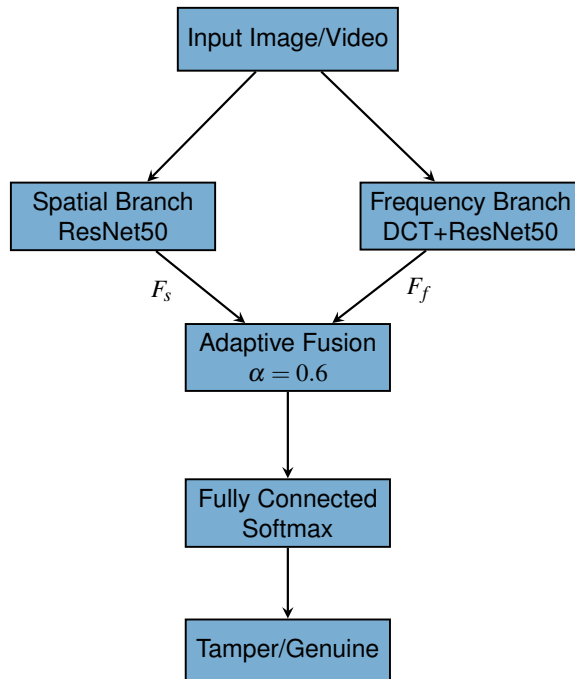 Input Image/Video
Spatial Branch
ResNet50
Frequency Branch
DCT+ResNet50
F_s
F_f
Adaptive Fusion
α = 0.6
Fully Connected
Softmax
Tamper/Genuine